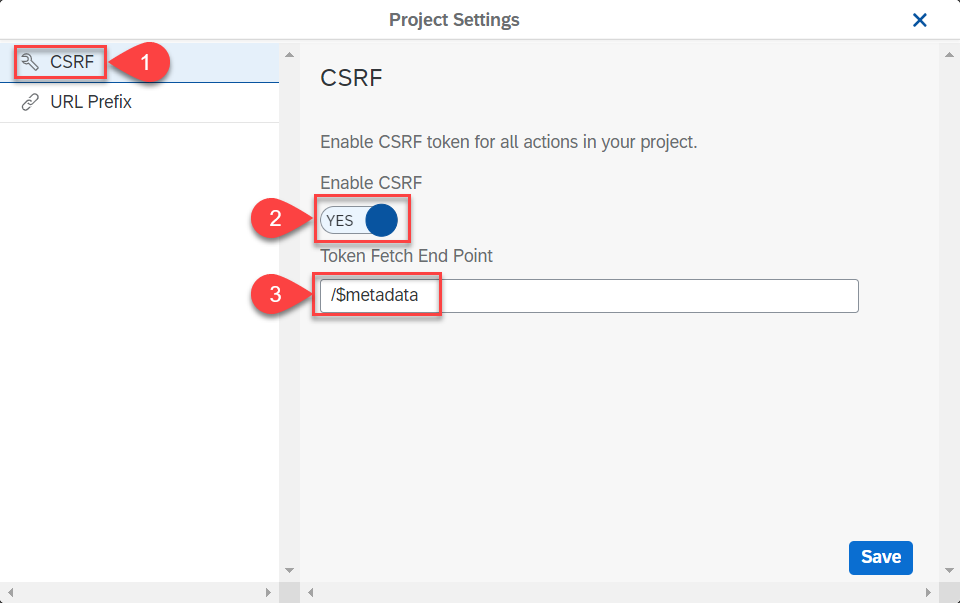 Project Settings
CSRF
1
URL Prefix
CSRF
Enable CSRF token for all actions in your project.
Enable CSRF
2
YES
Token Fetch End Point
3
/$metadata
Save